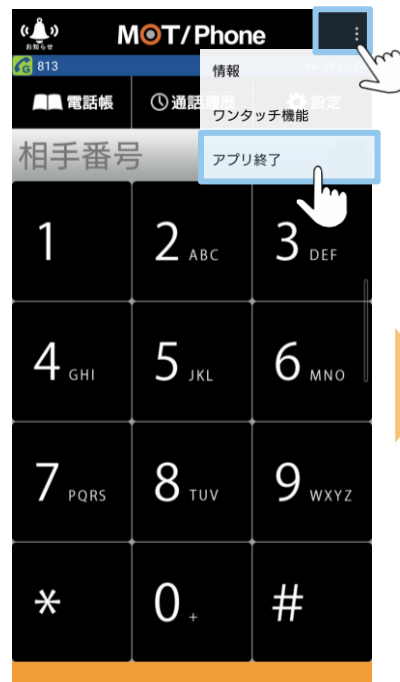 お知らせ
MOT/Phone
813
情報
電話帳
通話
設定
ワンタッチ機能
相手番号
アプリ終了
1
2 ABC
3 DEF
4 GHI
5 JKL
6 MNO
7 PQRS
8 TUV
9 WXYZ
*
0 +
#